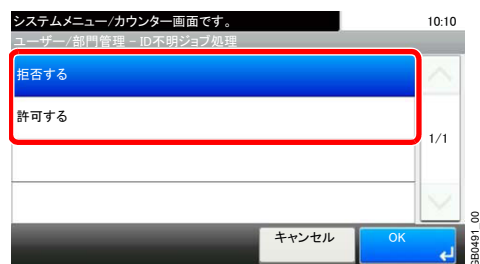 システムメニュー/カウンター画面です。 10:10
ユーザー/部門管理 - ID不明ジョブ処理
拒否する
許可する
1/1
キャンセル OK
GB0491_00